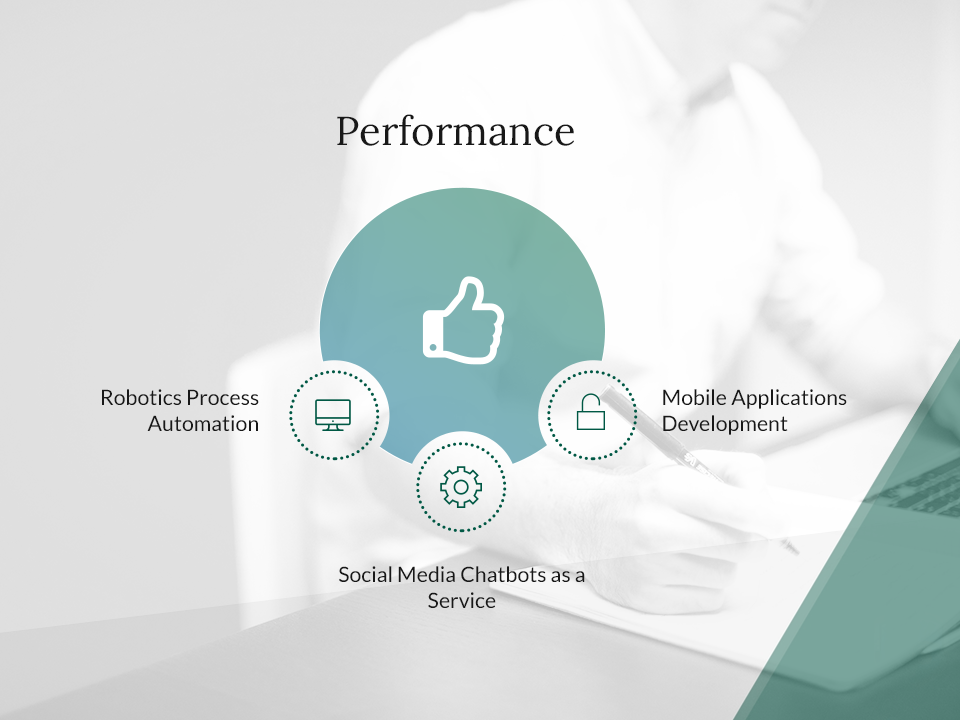 Performance
Robotics Process
Automation
Mobile Applications
Development
Social Media Chatbots as a
Service